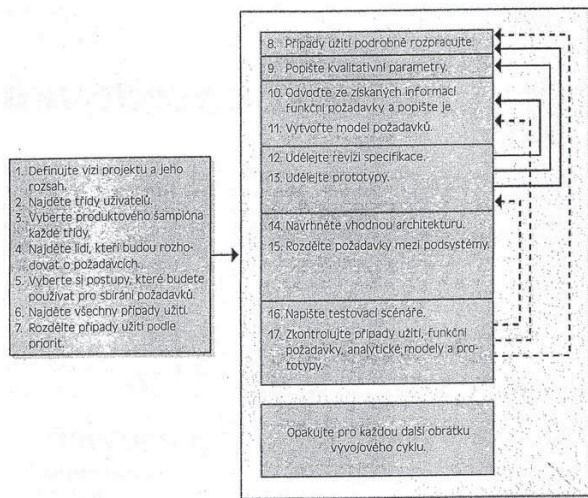 1. Definujte vizi projektu a jeho
rozsah.
2. Najděte třídy uživatelů.
3. Vyberte produktového šampióna
každé třídy.
4. Najděte lidi, kteří budou rozho-
dovat o požadavcích.
5. Vyberte si postupy, které budete
používat pro sbírání požadavků.
6. Najděte všechny případy užití.
7. Rozdělte případy užití podle
priorit.
8. Případy užití podrobně rozpracujte.
9. Popište kvalitativní parametry.
10. Odvoďte ze získaných informací
funkční požadavky a popište je.
11. Vytvořte model požadavků.
12. Udělejte revizi specifikace.
13. Udělejte prototypy.
14. Navrhněte vhodnou architekturu.
15. Rozdělte požadavky mezi podsystémy.
16. Napište testovací scénáře.
17. Zkontrolujte případy užití, funkční
požadavky, analytické modely a pro-
totypy.
Opakujte pro každou další obrátku
vývojového cyklu.